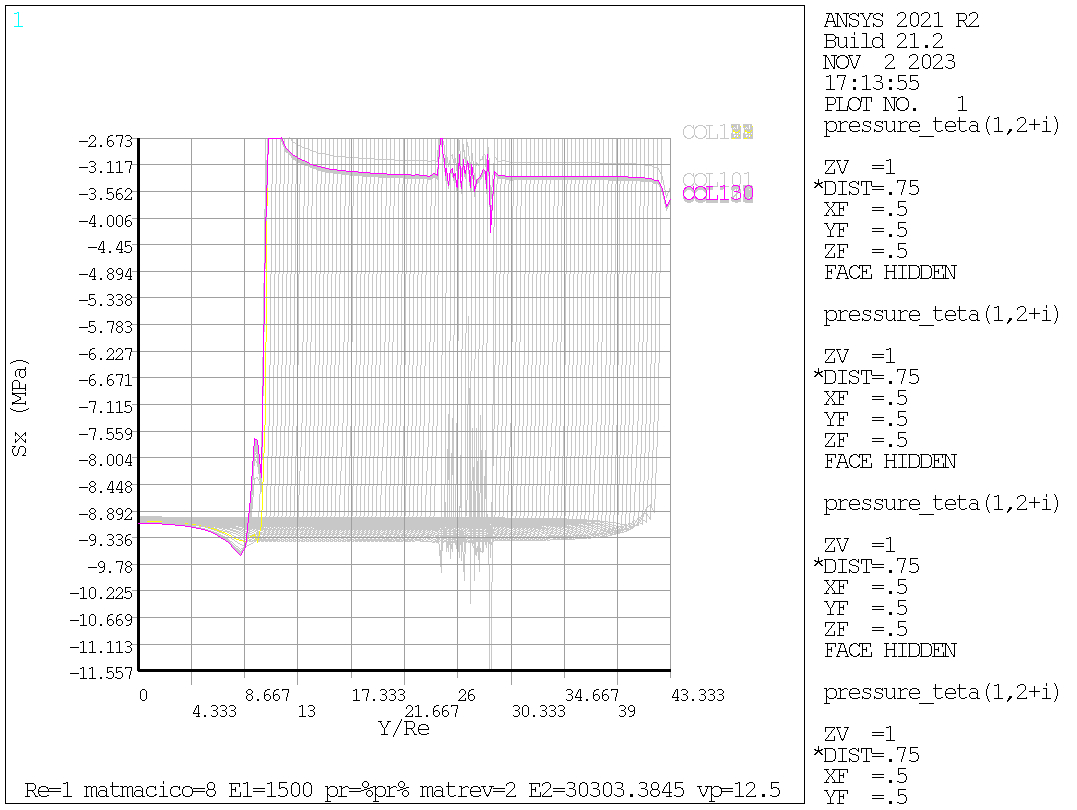 1
ANSYS 2021 R2
Build 21.2
NOV 2 2023
17:13:55
PLOT NO. 1
pressure_teta(1,2+i)
ZV =1
*DIST=.75
XF =.5
YF =.5
ZF =.5
FACE HIDDEN
pressure_teta(1,2+i)
ZV =1
*DIST=.75
XF =.5
YF =.5
ZF =.5
FACE HIDDEN
pressure_teta(1,2+i)
ZV =1
*DIST=.75
XF =.5
YF =.5
ZF =.5
FACE HIDDEN
pressure_teta(1,2+i)
ZV =1
*DIST=.75
XF =.5
YF =.5
COL101
COL130
Sx (MPa)
-2.673
-3.117
-3.562
-4.006
-4.45
-4.894
-5.338
-5.783
-6.227
-6.671
-7.115
-7.559
-8.004
-8.448
-8.892
-9.336
-9.78
-10.225
-10.669
-11.113
-11.557
0 8.667 17.333 26 34.667 43.333
4.333 13 21.667 30.333 39
Y/Re
Re=1 matmacico=8 E1=1500 pr=%pr% matrev=2 E2=30303.3845 vp=12.5